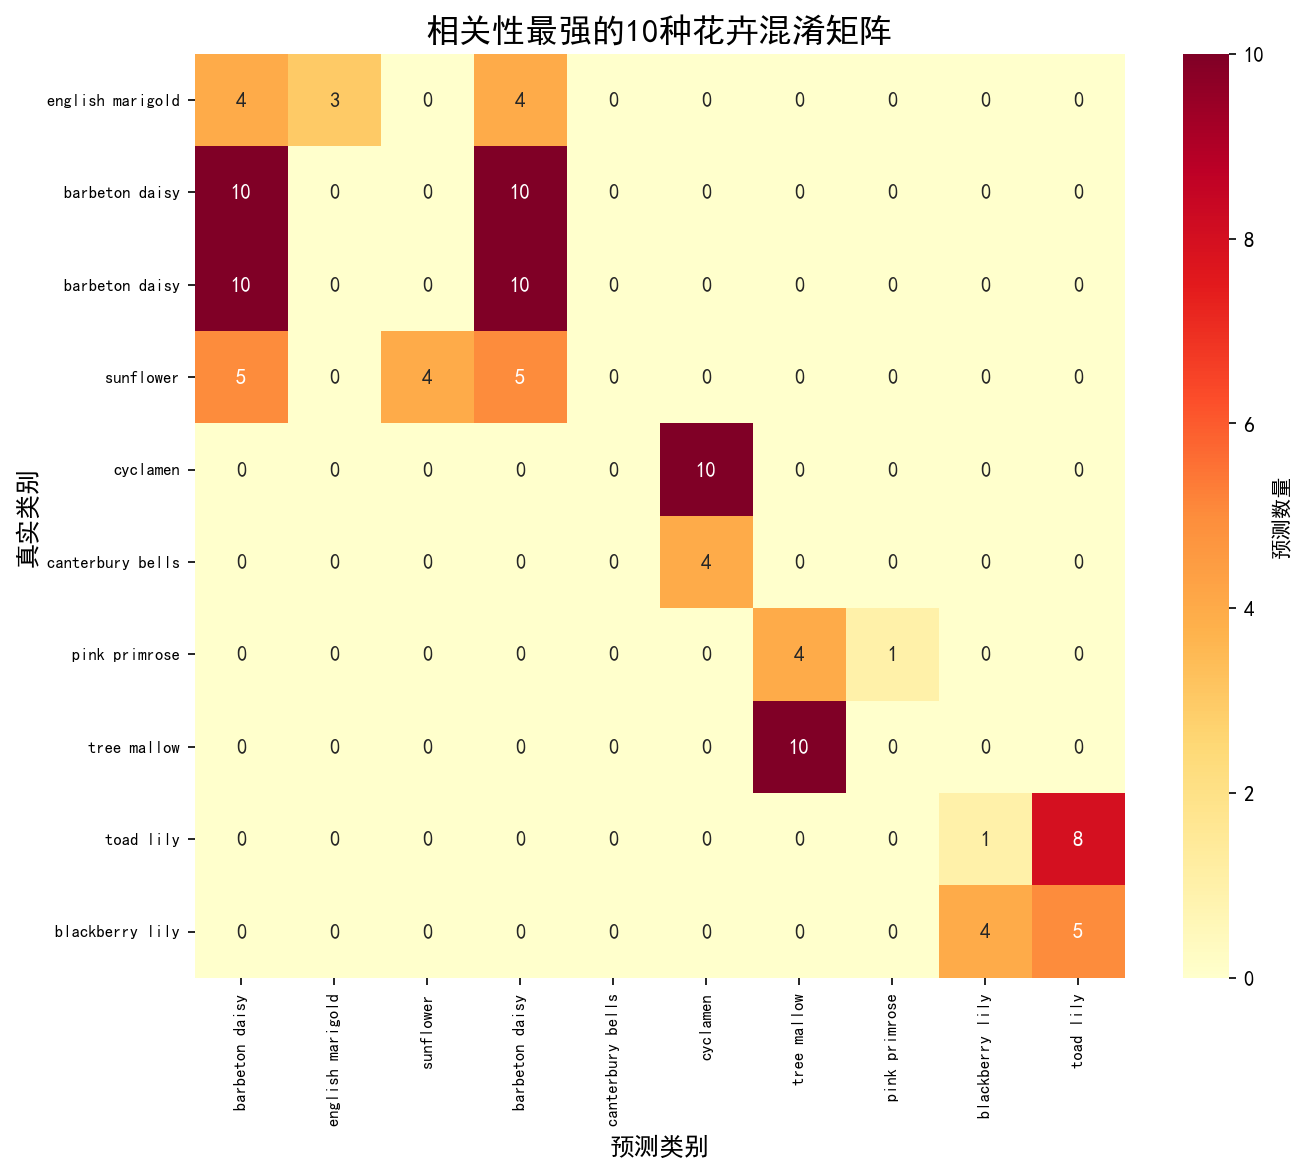 相关性最强的10种花卉混淆矩阵
真实类别
english marigold 4 3 0 4 0 0 0 0 0 0
barbeton daisy 10 0 0 10 0 0 0 0 0 0
barbeton daisy 10 0 0 10 0 0 0 0 0 0
sunflower 5 0 4 5 0 0 0 0 0 0
cyclamen 0 0 0 0 0 10 0 0 0 0
canterbury bells 0 0 0 0 0 4 0 0 0 0
pink primrose 0 0 0 0 0 0 4 1 0 0
tree mallow 0 0 0 0 0 0 10 0 0 0
toad lily 0 0 0 0 0 0 0 0 1 8
blackberry lily 0 0 0 0 0 0 0 0 4 5
barbeton daisy
english marigold
sunflower
barbeton daisy
canterbury bells
cyclamen
tree mallow
pink primrose
blackberry lily
toad lily
预测类别
10
8
6
4
2
0
预测数量